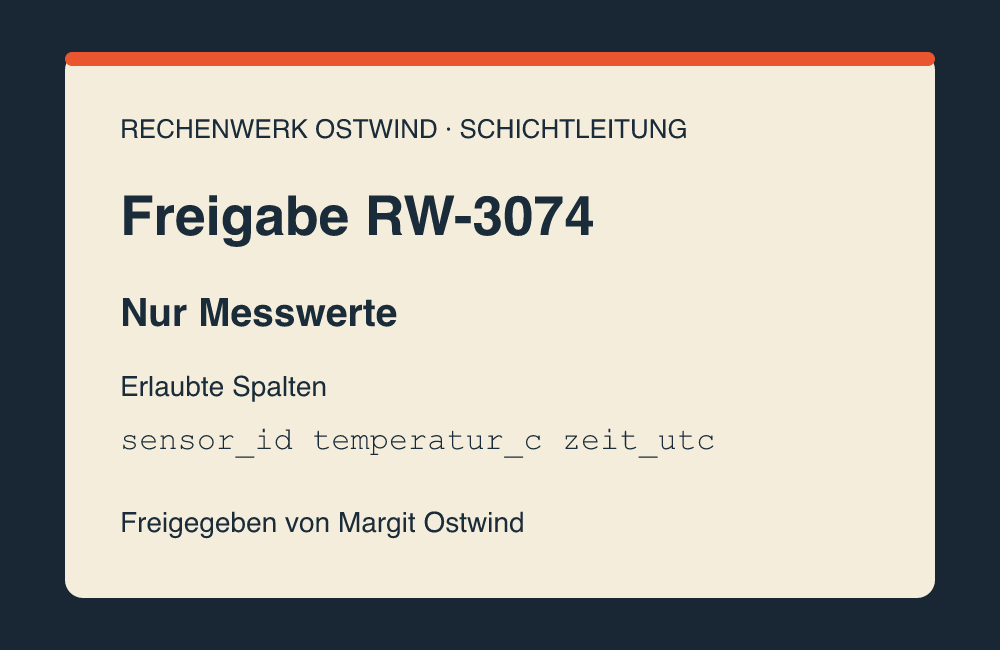 RECHENWERK OSTWIND · SCHICHTLEITUNG
Freigabe RW-3074
Nur Messwerte
Erlaubte Spalten
sensor_id temperatur_c zeit_utc
Freigegeben von Margit Ostwind